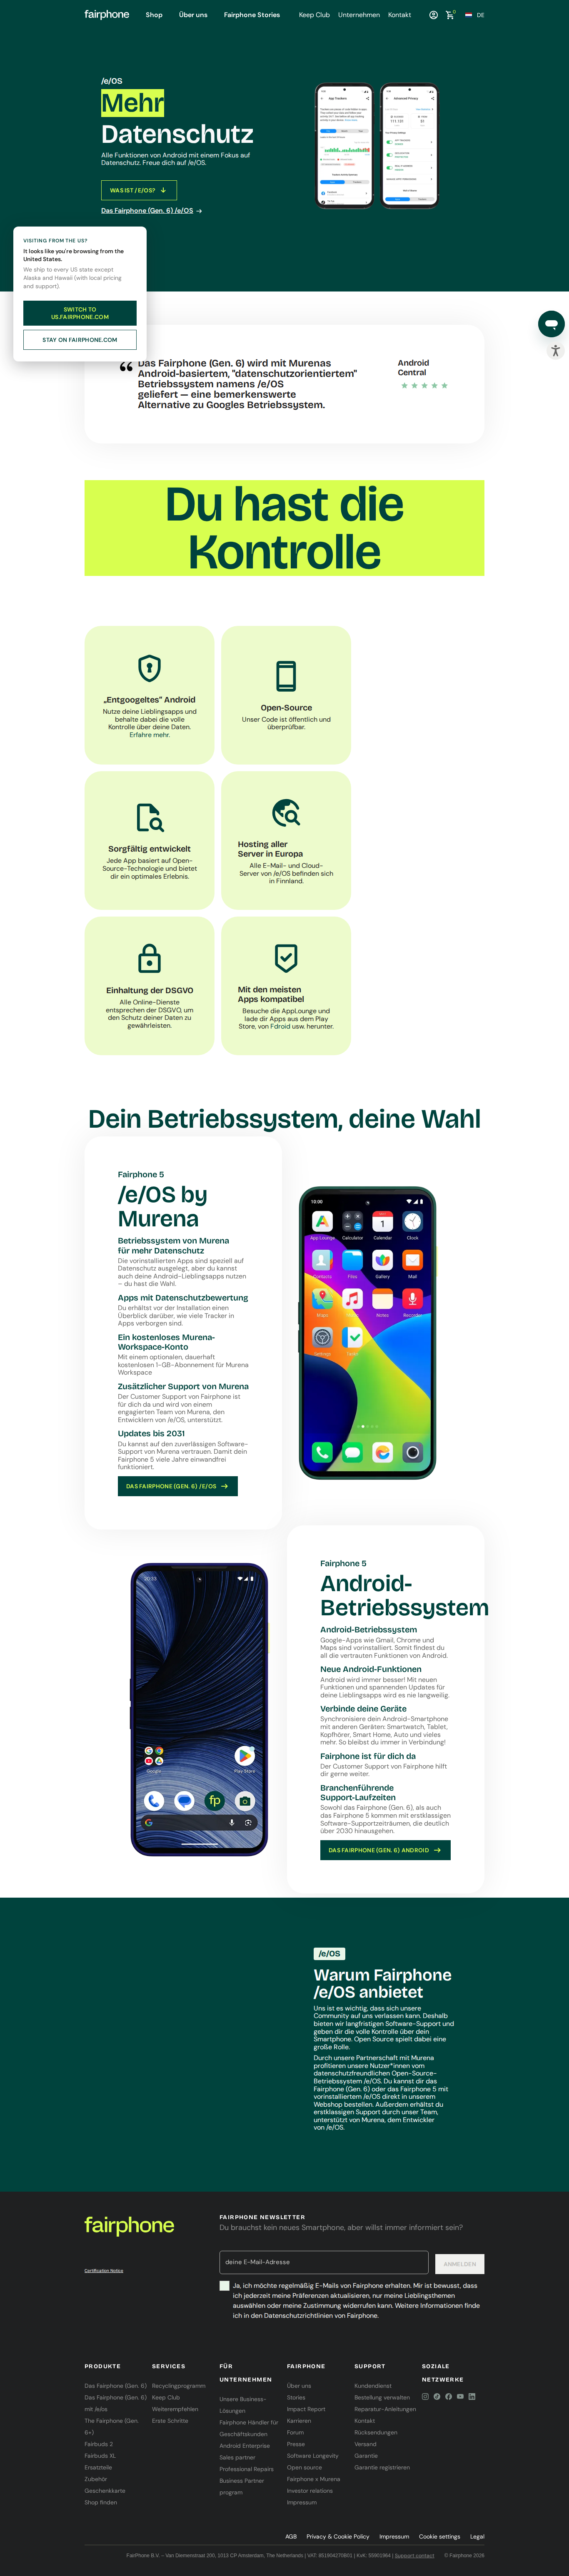 fairphone
Shop
Über uns
Fairphone Stories
Keep Club
Unternehmen
Kontakt
0
DE
/e/OS
Mehr
Datenschutz
Alle Funktionen von Android mit einem Fokus auf
Datenschutz. Freue dich auf /e/OS.
WAS IST /E/OS?
Das Fairphone (Gen. 6) /e/OS
VISITING FROM THE US?
It looks like you're browsing from the
United States.
We ship to every US state except
Alaska and Hawaii (with local pricing
and support).
SWITCH TO
US.FAIRPHONE.COM
STAY ON FAIRPHONE.COM
Das Fairphone (Gen. 6) wird mit Murenas
Android-basiertem, "datenschutzorientiertem"
Betriebssystem namens /e/OS
geliefert — eine bemerkenswerte
Alternative zu Googles Betriebssystem.
Android
Central
Du hast die
Kontrolle
„Entgoogeltes“ Android
Nutze deine Lieblingsapps und
behalte dabei die volle
Kontrolle über deine Daten.
Erfahre mehr.
Open-Source
Unser Code ist öffentlich und
überprüfbar.
Sorgfältig entwickelt
Jede App basiert auf Open-
Source-Technologie und bietet
dir ein optimales Erlebnis.
Hosting aller
Server in Europa
Alle E-Mail- und Cloud-
Server von /e/OS befinden sich
in Finnland.
Einhaltung der DSGVO
Alle Online-Dienste
entsprechen der DSGVO, um
den Schutz deiner Daten zu
gewährleisten.
Mit den meisten
Apps kompatibel
Besuche die AppLounge und
lade dir Apps aus dem Play
Store, von Fdroid usw. herunter.
Dein Betriebssystem, deine Wahl
Fairphone 5
/e/OS by
Murena
Betriebssystem von Murena
für mehr Datenschutz
Die vorinstallierten Apps sind speziell auf
Datenschutz ausgelegt, aber du kannst
auch deine Android-Lieblingsapps nutzen
– du hast die Wahl.
Apps mit Datenschutzbewertung
Du erhältst vor der Installation einen
Überblick darüber, wie viele Tracker in
Apps verborgen sind.
Ein kostenloses Murena-
Workspace-Konto
Mit einem optionalen, dauerhaft
kostenlosen 1-GB-Abonnement für Murena
Workspace
Zusätzlicher Support von Murena
Der Customer Support von Fairphone ist
für dich da und wird von einem
engagierten Team von Murena, den
Entwicklern von /e/OS, unterstützt.
Updates bis 2031
Du kannst auf den zuverlässigen Software-
Support von Murena vertrauen. Damit dein
Fairphone 5 viele Jahre einwandfrei
funktioniert.
DAS FAIRPHONE (GEN. 6) /E/OS
10:00
App Lounge
Calculator
Calendar
Clock
Files
Gallery
Mail
Maps
Notes
Recorder
Fairphone 5
Android-
Betriebssystem
Android-Betriebssystem
Google-Apps wie Gmail, Chrome und
Maps sind vorinstalliert. Somit findest du
all die vertrauten Funktionen von Android.
Neue Android-Funktionen
Android wird immer besser! Mit neuen
Funktionen und spannenden Updates für
deine Lieblingsapps wird es nie langweilig.
Verbinde deine Geräte
Synchronisiere dein Android-Smartphone
mit anderen Geräten: Smartwatch, Tablet,
Kopfhörer, Smart Home, Auto und vieles
mehr. So bleibst du immer in Verbindung!
Fairphone ist für dich da
Der Customer Support von Fairphone hilft
dir gerne weiter.
Branchenführende
Support-Laufzeiten
Sowohl das Fairphone (Gen. 6), als auch
das Fairphone 5 kommen mit erstklassigen
Software-Supportzeiträumen, die deutlich
über 2030 hinausgehen.
DAS FAIRPHONE (GEN. 6) ANDROID
Google
Play Store
fp
/e/OS
Warum Fairphone
/e/OS anbietet
Uns ist es wichtig, dass sich unsere
Community auf uns verlassen kann. Deshalb
bieten wir langfristigen Software-Support und
geben dir die volle Kontrolle über dein
Smartphone. Open Source spielt dabei eine
große Rolle.
Durch unsere Partnerschaft mit Murena
profitieren unsere Nutzer*innen vom
datenschutzfreundlichen Open-Source-
Betriebssystem /e/OS. Du kannst dir das
Fairphone (Gen. 6) oder das Fairphone 5 mit
vorinstalliertem /e/OS direkt in unserem
Webshop bestellen. Außerdem erhältst du
erstklassigen Support durch unser Team,
unterstützt von Murena, dem Entwickler
von /e/OS.
fairphone
Certification Notice
FAIRPHONE NEWSLETTER
Du brauchst kein neues Smartphone, aber willst immer informiert sein?
deine E-Mail-Adresse
ANMELDEN
Ja, ich möchte regelmäßig E-Mails von Fairphone erhalten. Mir ist bewusst, dass
ich jederzeit meine Präferenzen aktualisieren, nur meine Lieblingsthemen
auswählen oder meine Zustimmung widerrufen kann. Weitere Informationen finde
ich in den Datenschutzrichtlinien von Fairphone.
PRODUKTE
Das Fairphone (Gen. 6)
Das Fairphone (Gen. 6)
mit /e/os
The Fairphone (Gen.
6+)
Fairbuds 2
Fairbuds XL
Ersatzteile
Zubehör
Geschenkkarte
Shop finden
SERVICES
Recyclingprogramm
Keep Club
Weiterempfehlen
Erste Schritte
FÜR
UNTERNEHMEN
Unsere Business-
Lösungen
Fairphone Händler für
Geschäftskunden
Android Enterprise
Sales partner
Professional Repairs
Business Partner
program
FAIRPHONE
Über uns
Stories
Impact Report
Karrieren
Forum
Presse
Software Longevity
Open source
Fairphone x Murena
Investor relations
Impressum
SUPPORT
Kundendienst
Bestellung verwalten
Reparatur-Anleitungen
Kontakt
Rücksendungen
Versand
Garantie
Garantie registrieren
SOZIALE
NETZWERKE
AGB
Privacy & Cookie Policy
Impressum
Cookie settings
Legal
FairPhone B.V. – Van Diemenstraat 200, 1013 CP Amsterdam, The Netherlands | VAT: 851904270B01 | KvK: 55901964 | Support contact
© Fairphone 2026